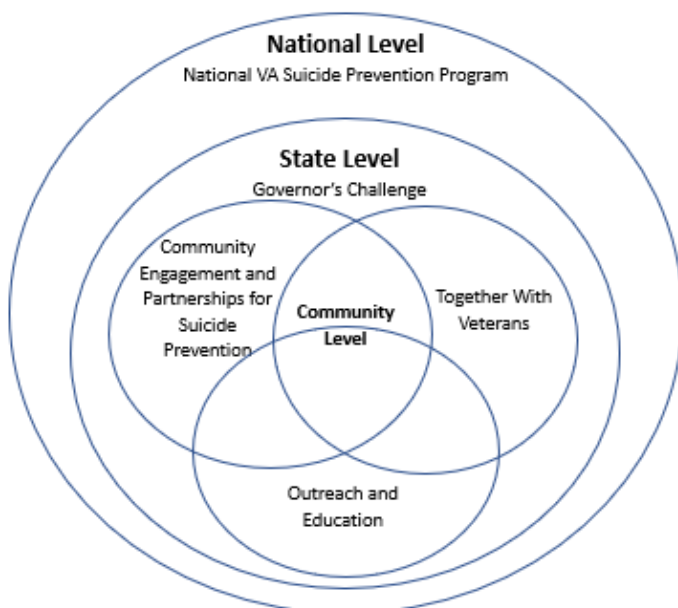 National Level
National VA Suicide Prevention Program
State Level
Governor's Challenge
Community
Engagement and
Partnerships for
Suicide
Prevention
Community
Level
Together With
Veterans
Outreach and
Education